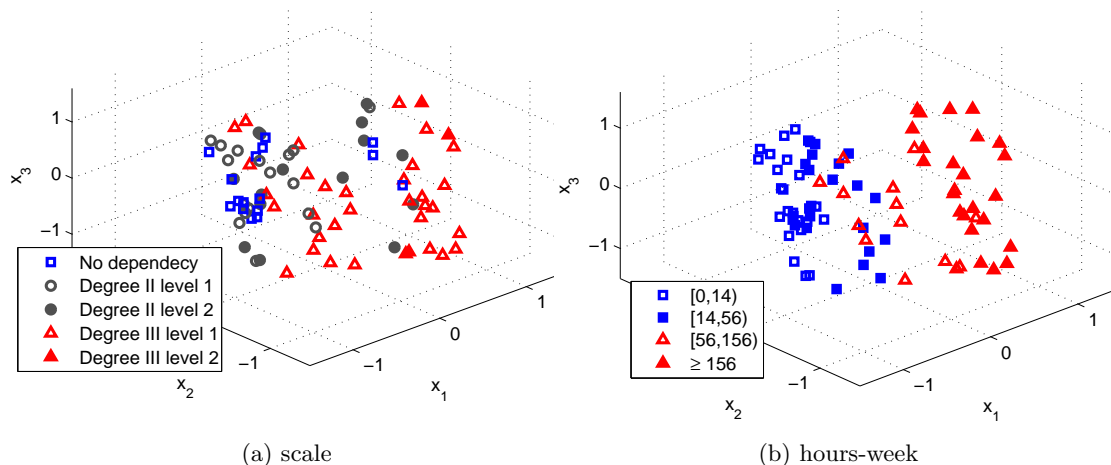 1
0
−1
x3
No dependecy
Degree II level 1
Degree II level 2
Degree III level 1
Degree III level 2
−1
x2
−1
0
1
x1
(a) scale
1
0
−1
x3
[0,14)
[14,56)
[56,156)
≥ 156
−1
x2
−1
0
1
x1
(b) hours-week